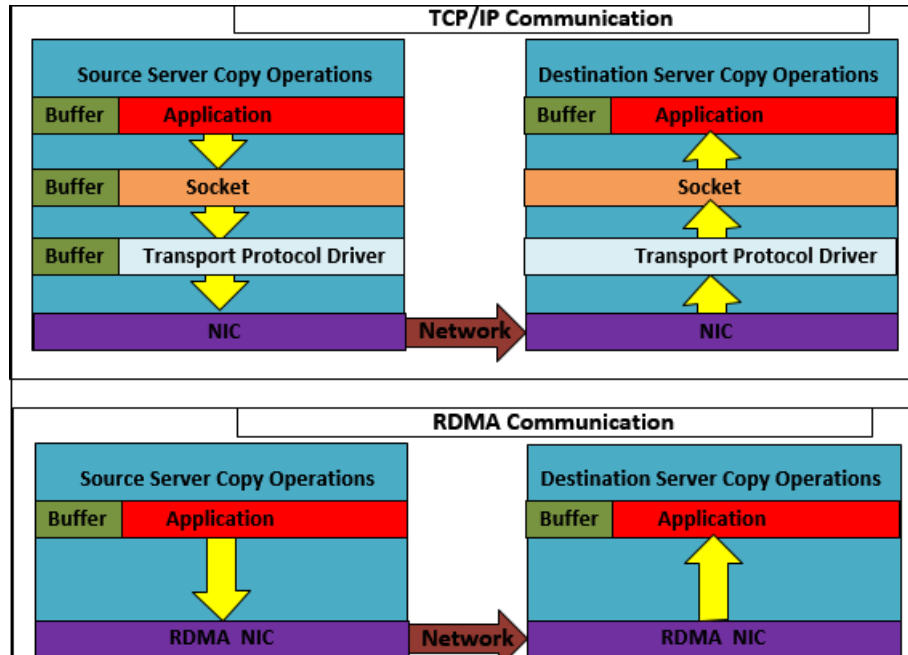 TCP/IP Communication
Source Server Copy Operations
Buffer Application
Buffer Socket
Buffer Transport Protocol Driver
NIC
Network
Destination Server Copy Operations
Buffer Application
Socket
Transport Protocol Driver
NIC
RDMA Communication
Source Server Copy Operations
Buffer Application
RDMA NIC
Network
Destination Server Copy Operations
Buffer Application
RDMA NIC